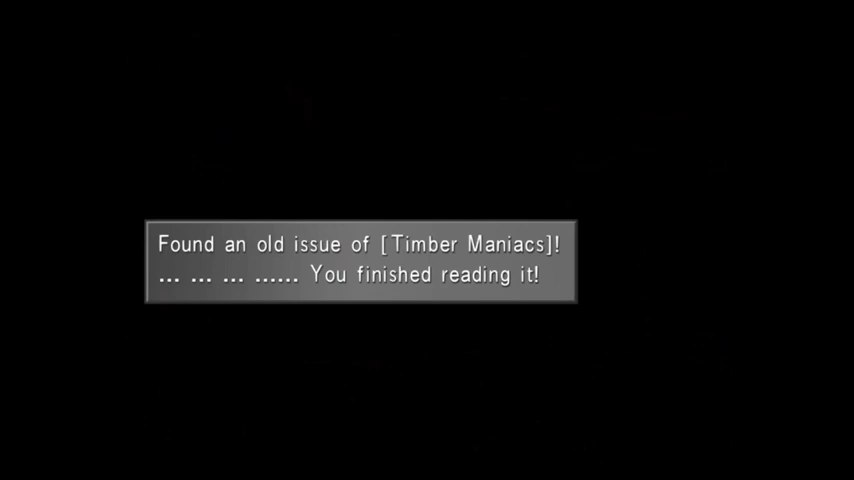 Found an old issue of [Timber Maniacs]!
... ... ... ...... You finished reading it!